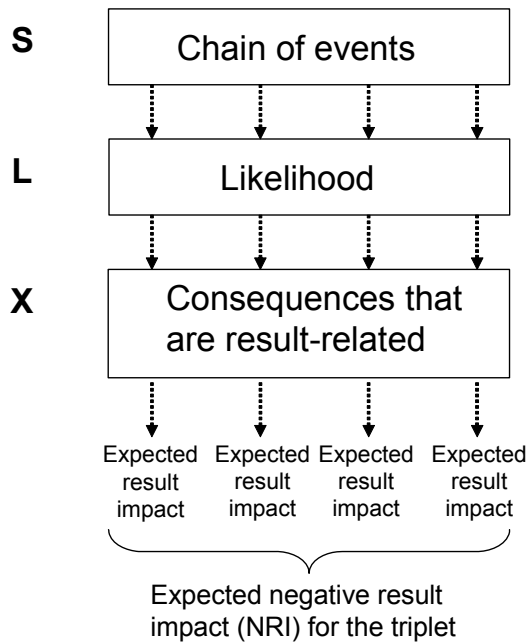 S
Chain of events
L
Likelihood
X
Consequences that
are result-related
Expected Expected Expected Expected
result result result result
impact impact impact impact
Expected negative result
impact (NRI) for the triplet